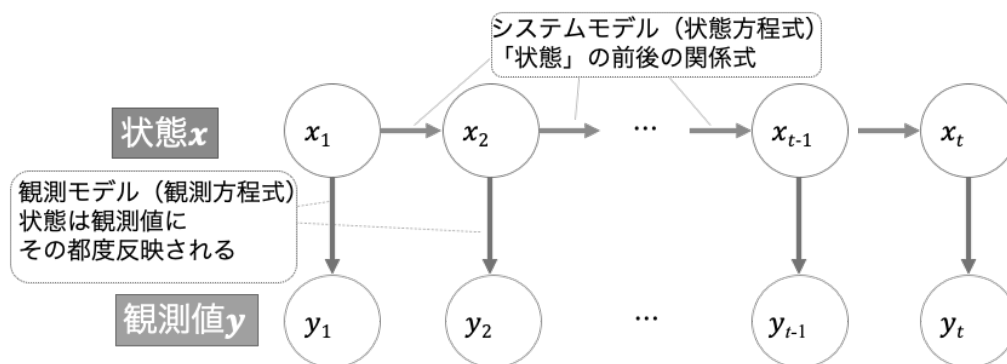 システムモデル（状態方程式）
「状態」の前後の関係式
状態x
x1
x2
…
xt-1
xt
観測モデル（観測方程式）
状態は観測値に
その都度反映される
観測値y
y1
y2
…
yt-1
yt